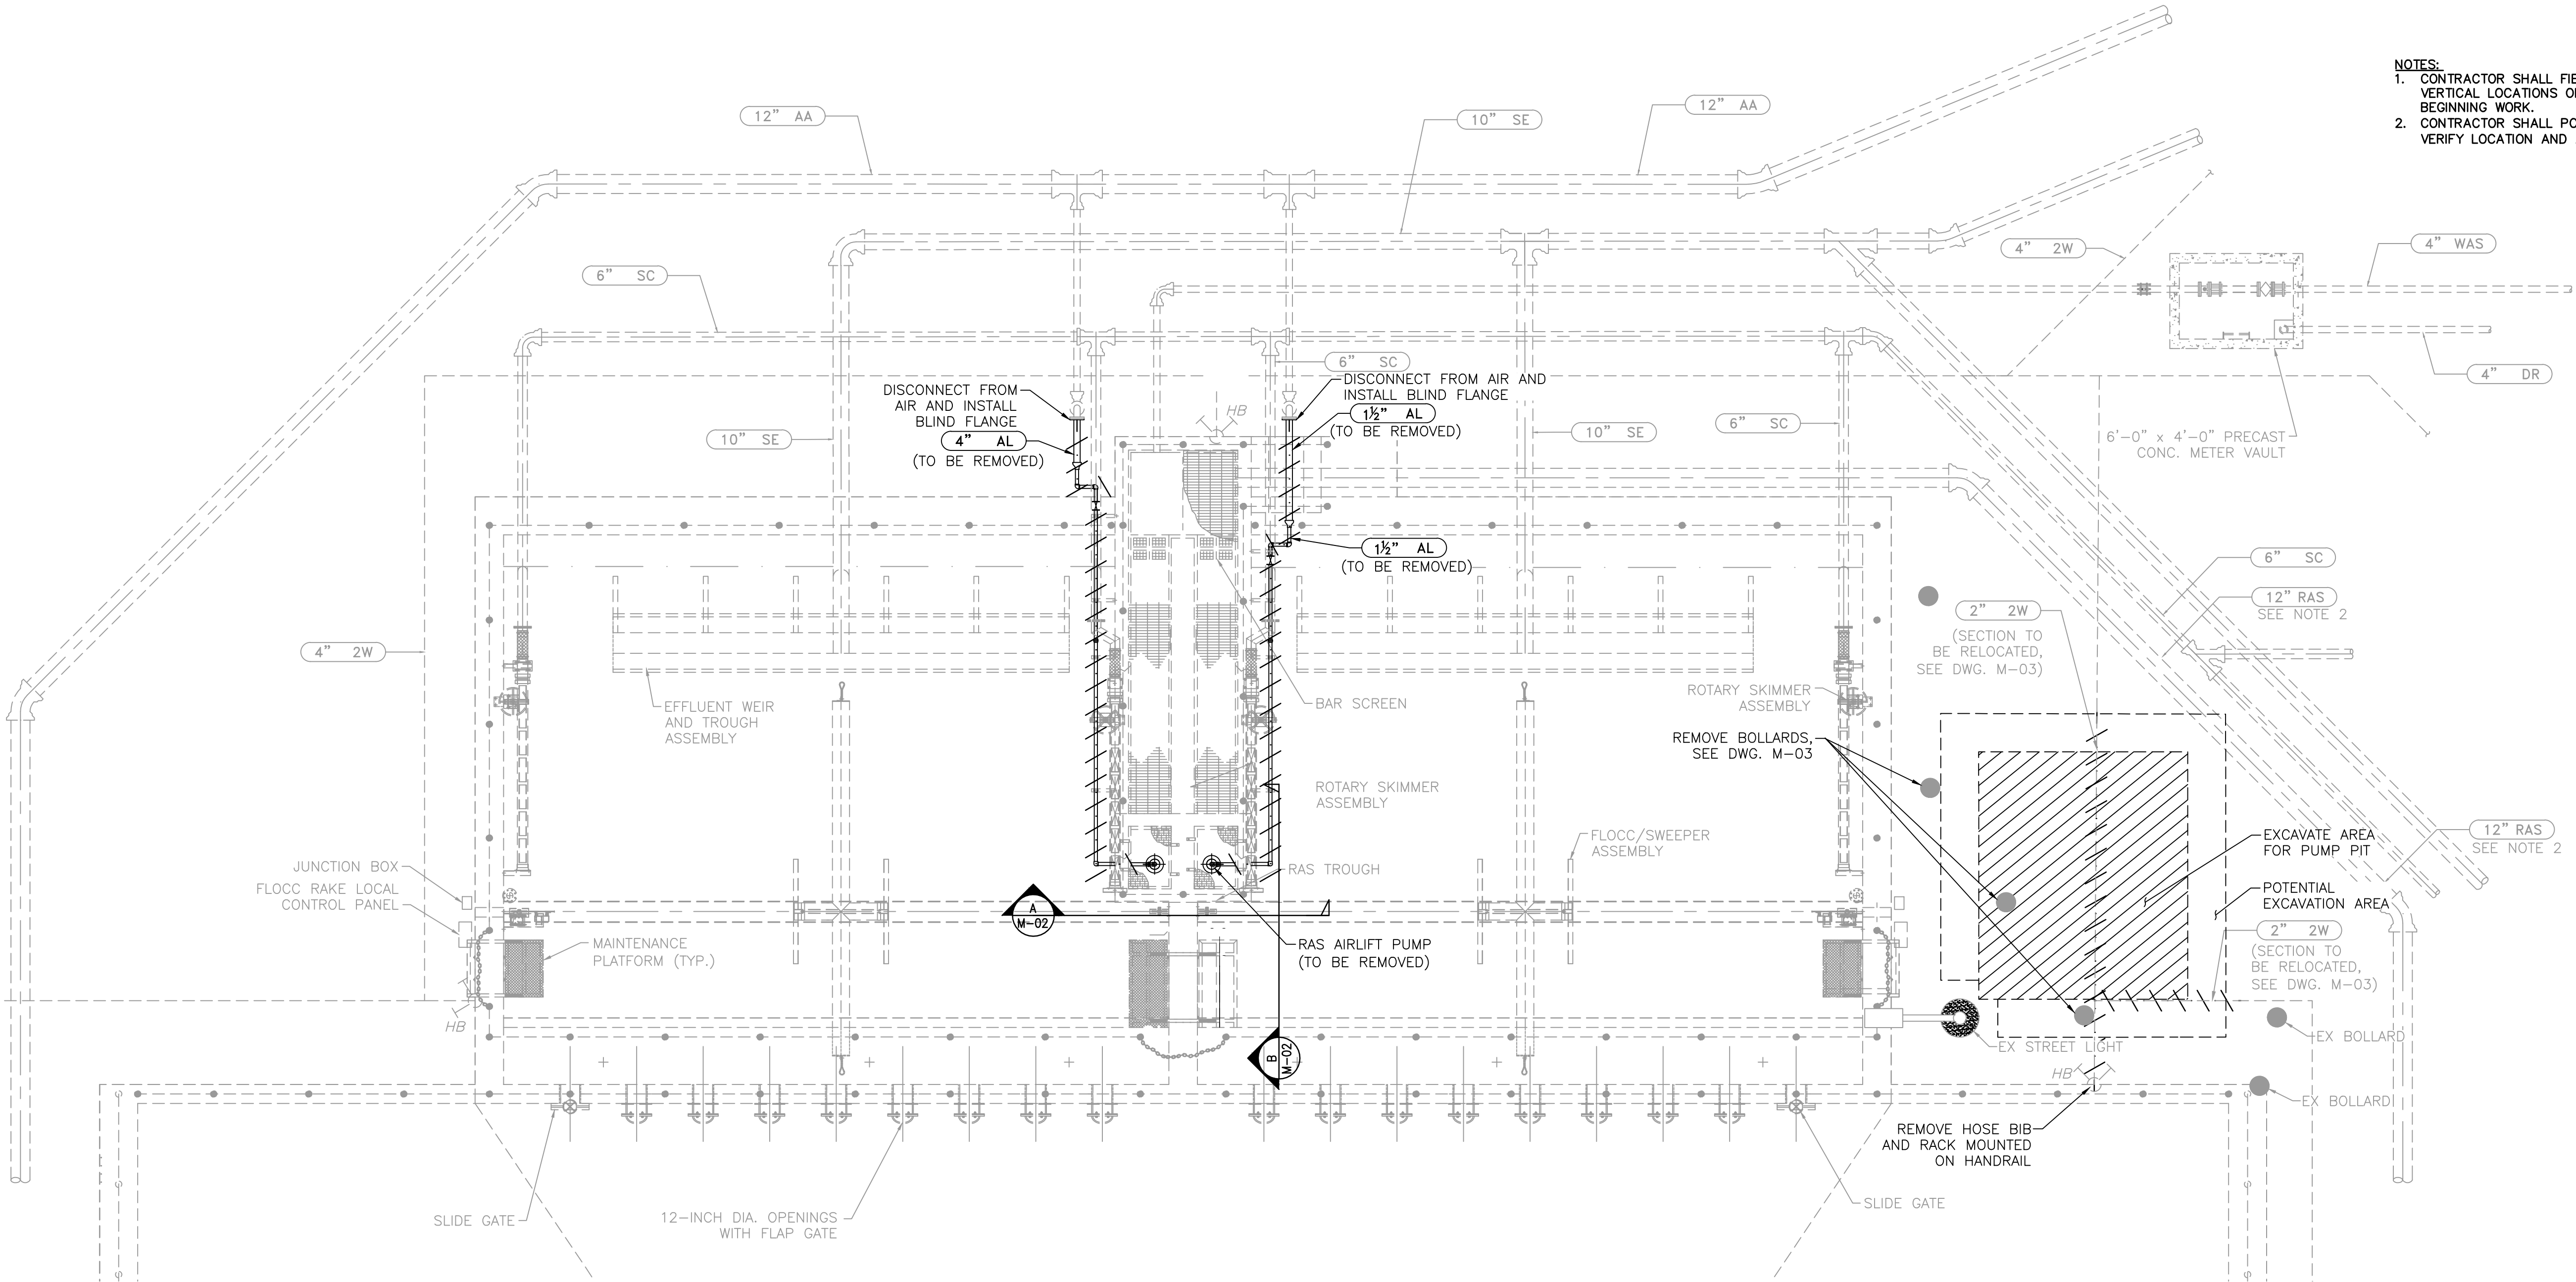 NOTES:
1. CONTRACTOR SHALL
VERTICAL LOCATIONS
BEGINNING WORK.
2. CONTRACTOR SHALL
VERIFY LOCATION AND
12" AA
10" SE
12" AA
6" SC
4" 2W
4" WAS
4" DR
6'-0" x 4'-0" PRECAST
CONC. METER VAULT
DISCONNECT FROM
AIR AND INSTALL
BLIND FLANGE
4" AL
(TO BE REMOVED)
6" SC
DISCONNECT FROM AIR AND
INSTALL BLIND FLANGE
1½" AL
(TO BE REMOVED)
HB
10" SE
10" SE
6" SC
1½" AL
(TO BE REMOVED)
6" SC
12" RAS
SEE NOTE 2
2" 2W
(SECTION TO
BE RELOCATED,
SEE DWG. M-03)
4" 2W
EFFLUENT WEIR
AND TROUGH
ASSEMBLY
BAR SCREEN
ROTARY SKIMMER
ASSEMBLY
REMOVE BOLLARDS,
SEE DWG. M-03
ROTARY SKIMMER
ASSEMBLY
FLOCC/SWEEPER
ASSEMBLY
EXCAVATE AREA
FOR PUMP PIT
12" RAS
SEE NOTE 2
POTENTIAL
EXCAVATION AREA
JUNCTION BOX
FLOCC RAKE LOCAL
CONTROL PANEL
RAS TROUGH
A
M-02
MAINTENANCE
PLATFORM (TYP.)
RAS AIRLIFT PUMP
(TO BE REMOVED)
2" 2W
(SECTION TO
BE RELOCATED,
SEE DWG. M-03)
HB
B
M-02
EX STREET LIGHT
EX BOLLARD
HB
EX BOLLARD
REMOVE HOSE BIB
AND RACK MOUNTED
ON HANDRAIL
SLIDE GATE
12-INCH DIA. OPENINGS
WITH FLAP GATE
SLIDE GATE